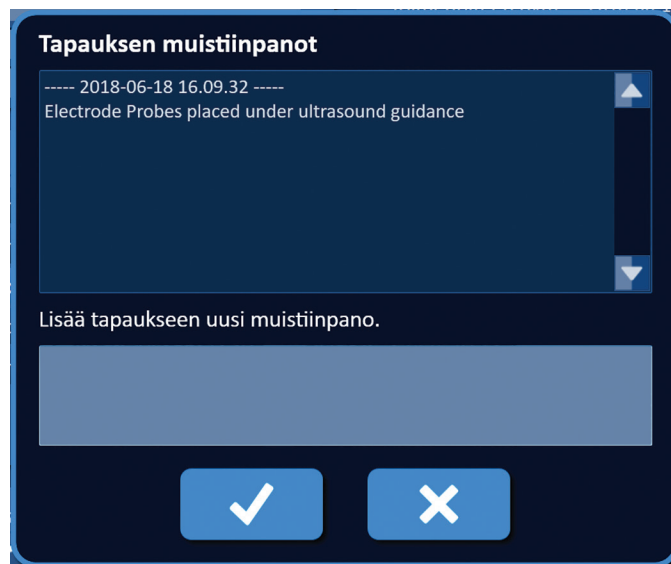 Tapauksen muistiinpanot
----- 2018-06-18 16.09.32 -----
Electrode Probes placed under ultrasound guidance
Lisää tapaukseen uusi muistiinpano.